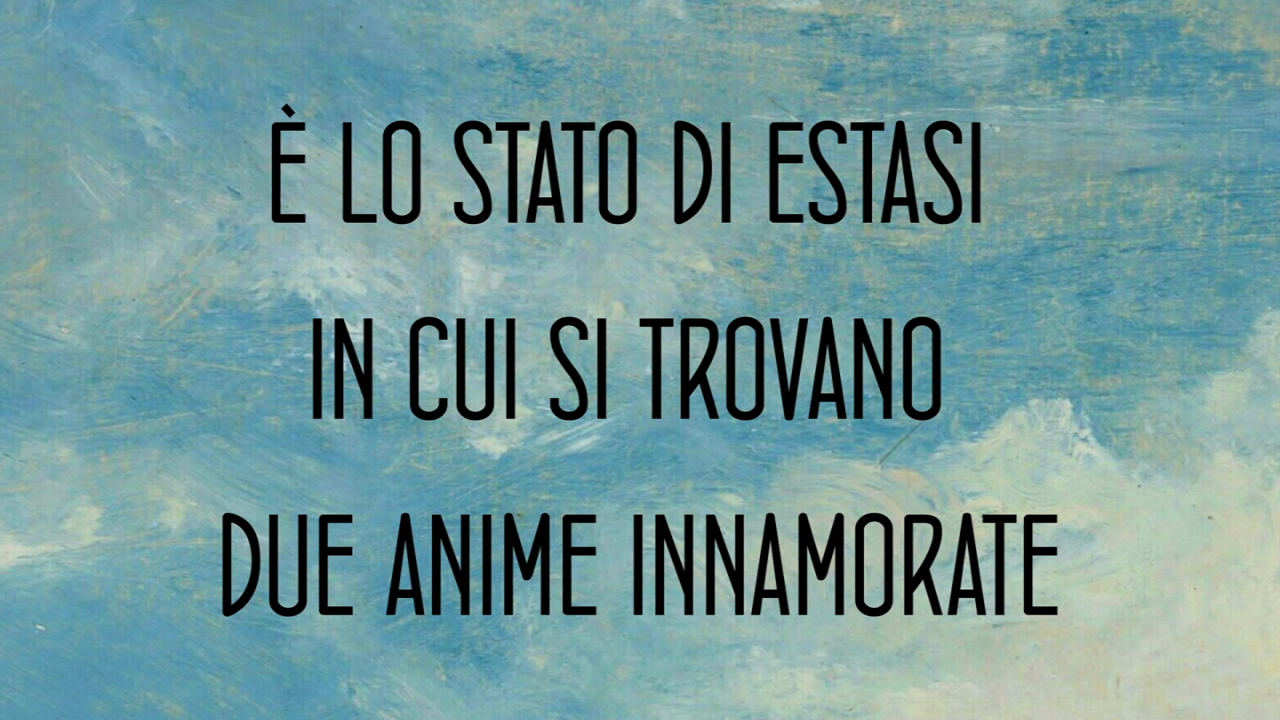 È LO STATO DI ESTASI
IN CUI SI TROVANO
DUE ANIME INNAMORATE